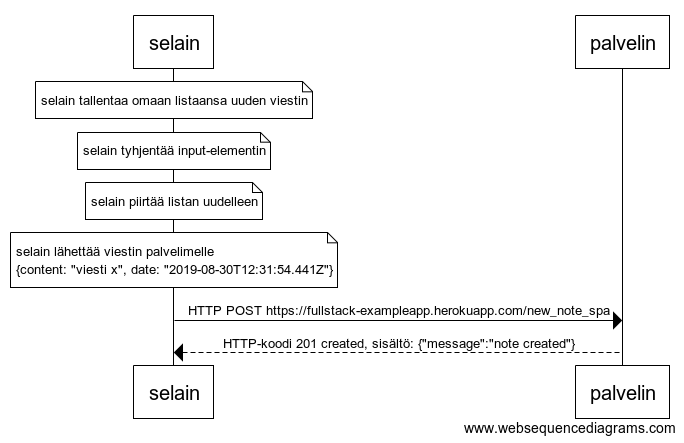 selain
palvelin
selain tallentaa omaan listaansa uuden viestin
selain tyhjentää input-elementin
selain piirtää listan uudelleen
selain lähettää viestin palvelimelle
{content: "viesti x", date: "2019-08-30T12:31:54.441Z"}
HTTP POST https://fullstack-exampleapp.herokuapp.com/new_note_spa
HTTP-koodi 201 created, sisältö: {"message":"note created"}
selain
palvelin
www.websequencediagrams.com